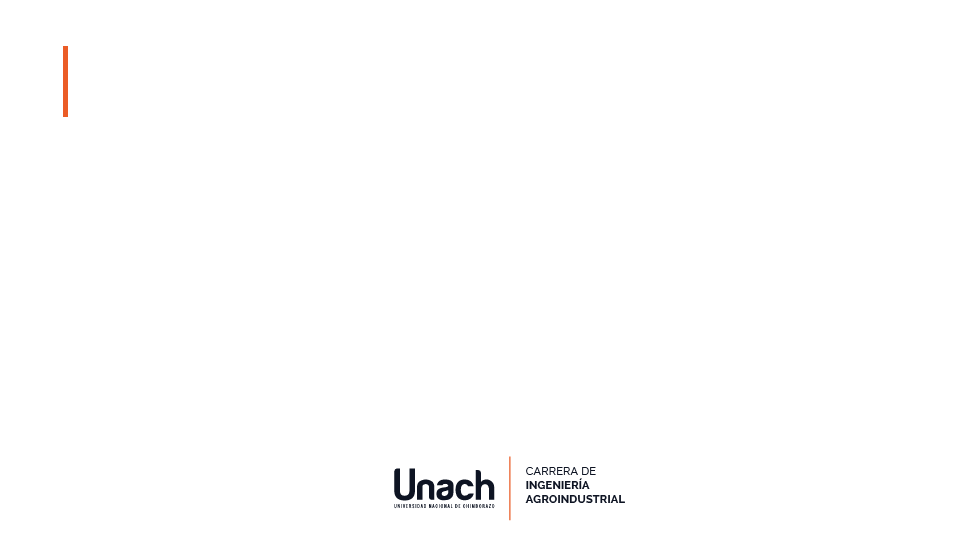 Unach
UNIVERSIDAD NACIONAL DE CHIMBORAZO
CARRERA DE
INGENIERÍA
AGROINDUSTRIAL